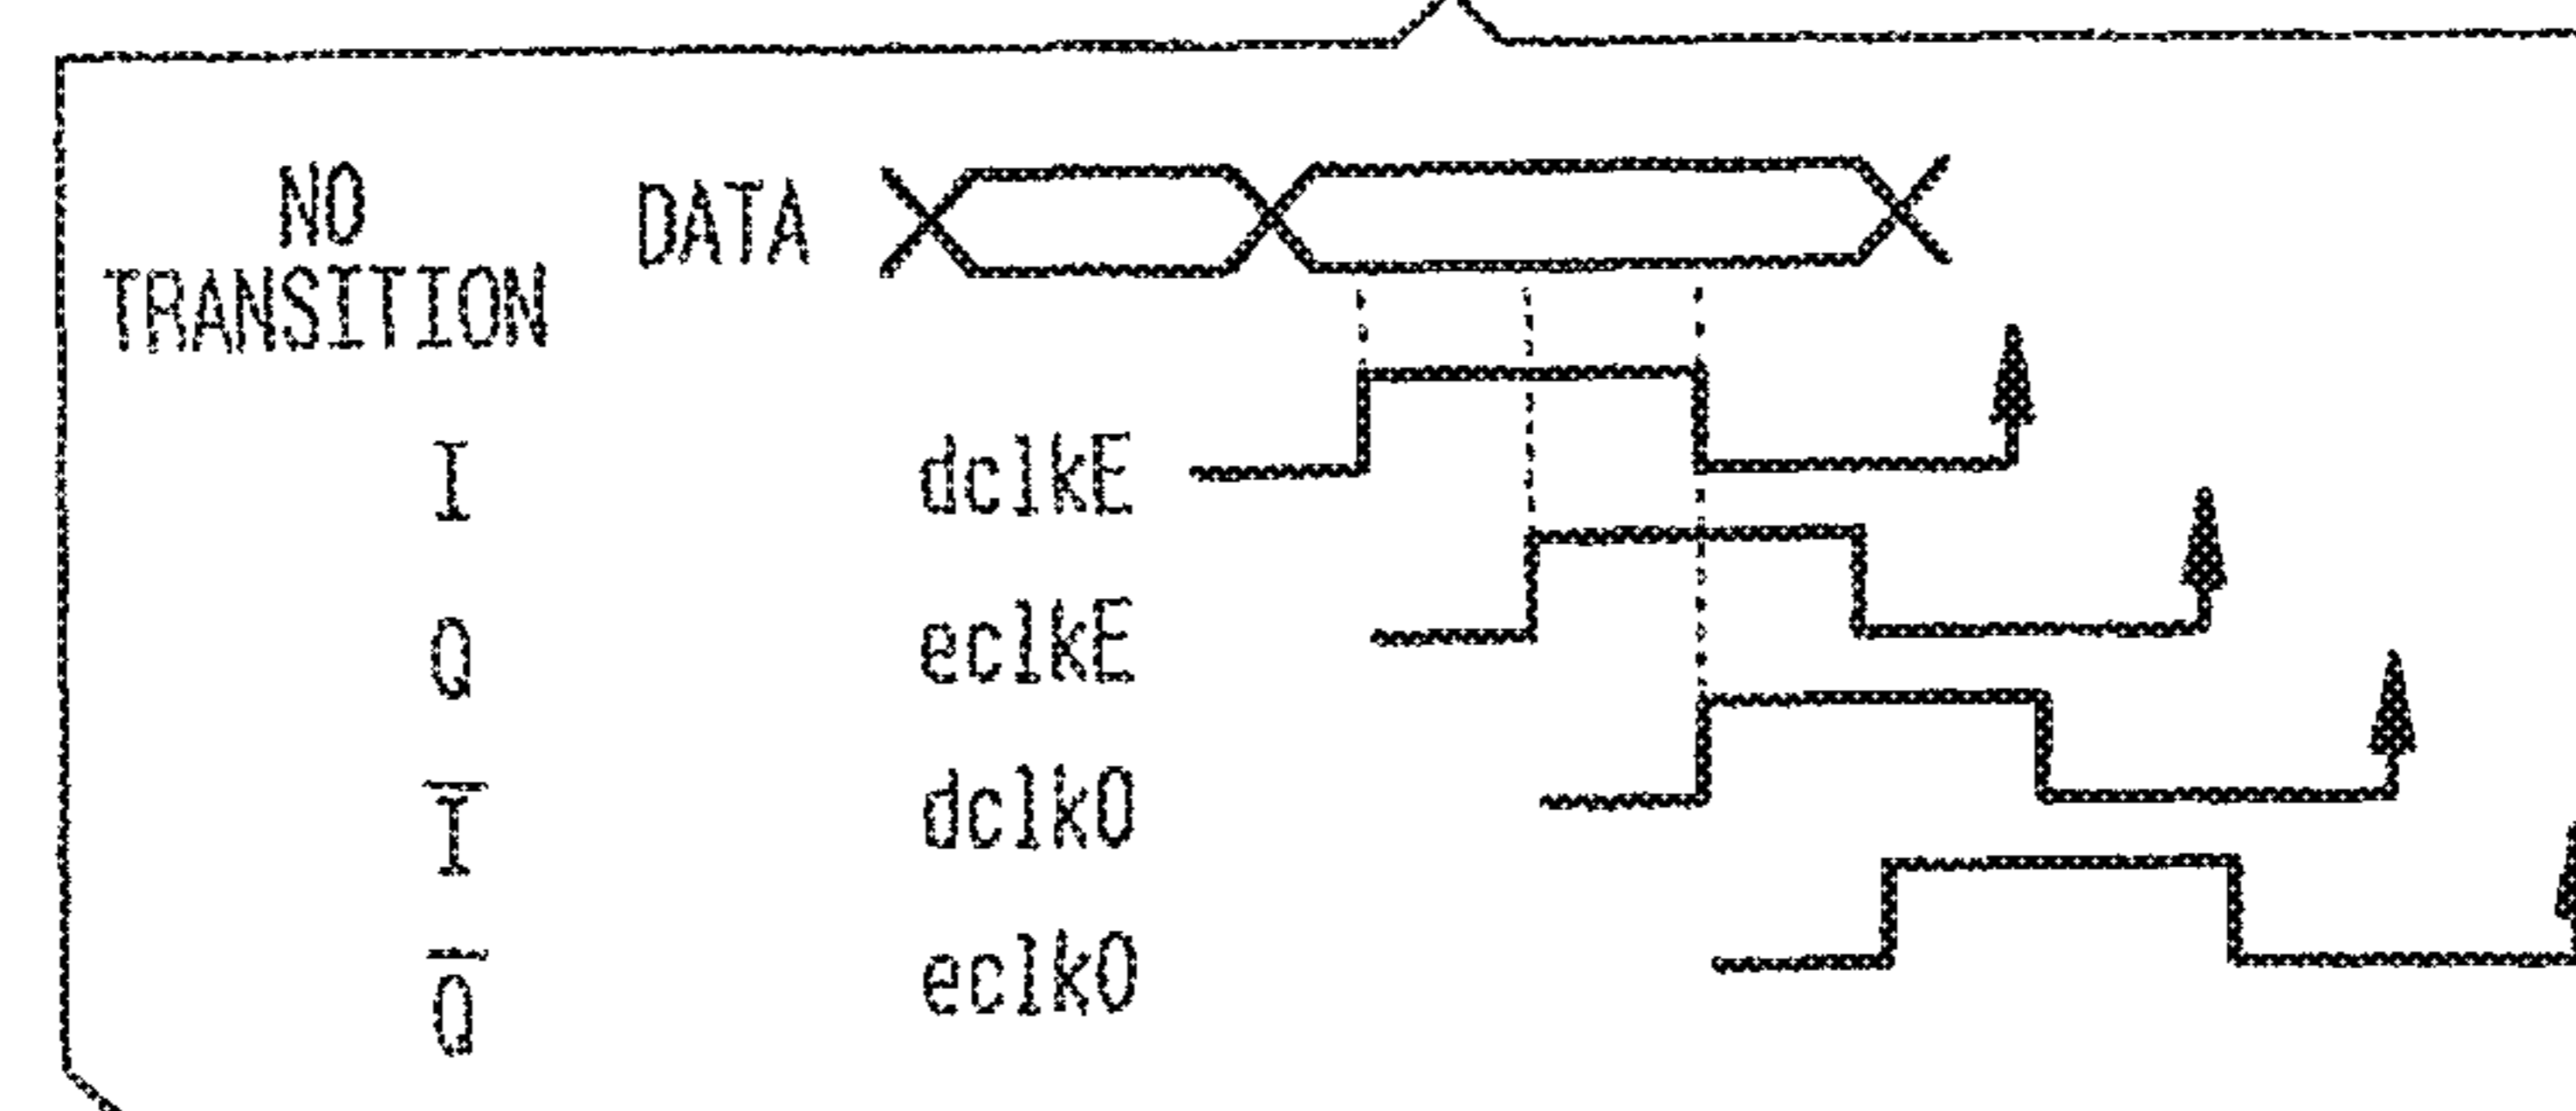 NO
TRANSITION
DATA
I dclkE
Q eclkE
I̅ dclkO
Q̅ eclkO